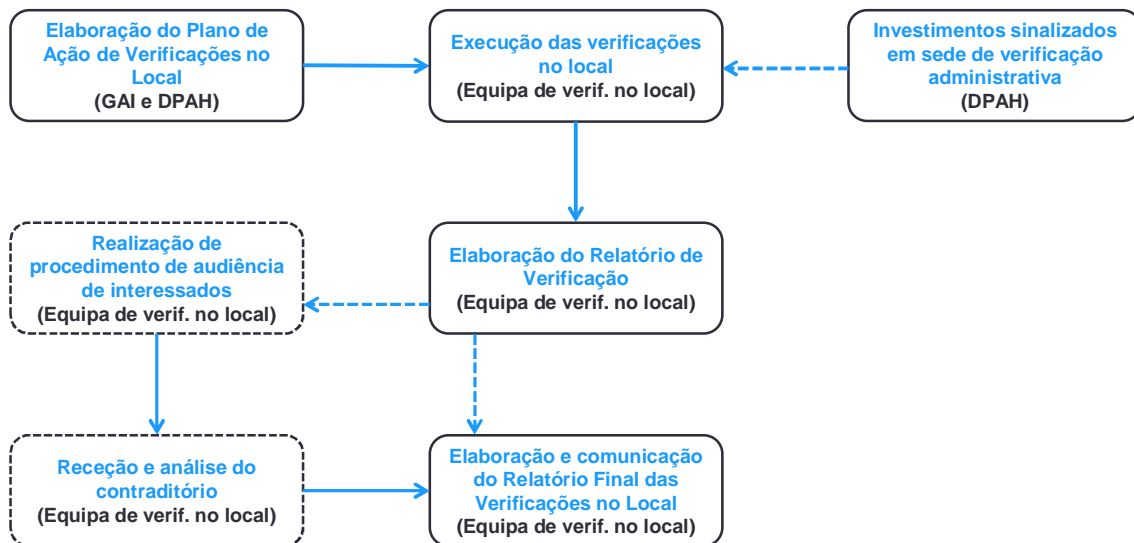 Elaboração do Plano de
Ação de Verificações no
Local
(GAI e DPAH)
Execução das verificações
no local
(Equipa de verif. no local)
Investimentos sinalizados
em sede de verificação
administrativa
(DPAH)
Realização de
procedimento de audiência
de interessados
(Equipa de verif. no local)
Elaboração do Relatório de
Verificação
(Equipa de verif. no local)
Receção e análise do
contraditório
(Equipa de verif. no local)
Elaboração e comunicação
do Relatório Final das
Verificações no Local
(Equipa de verif. no local)